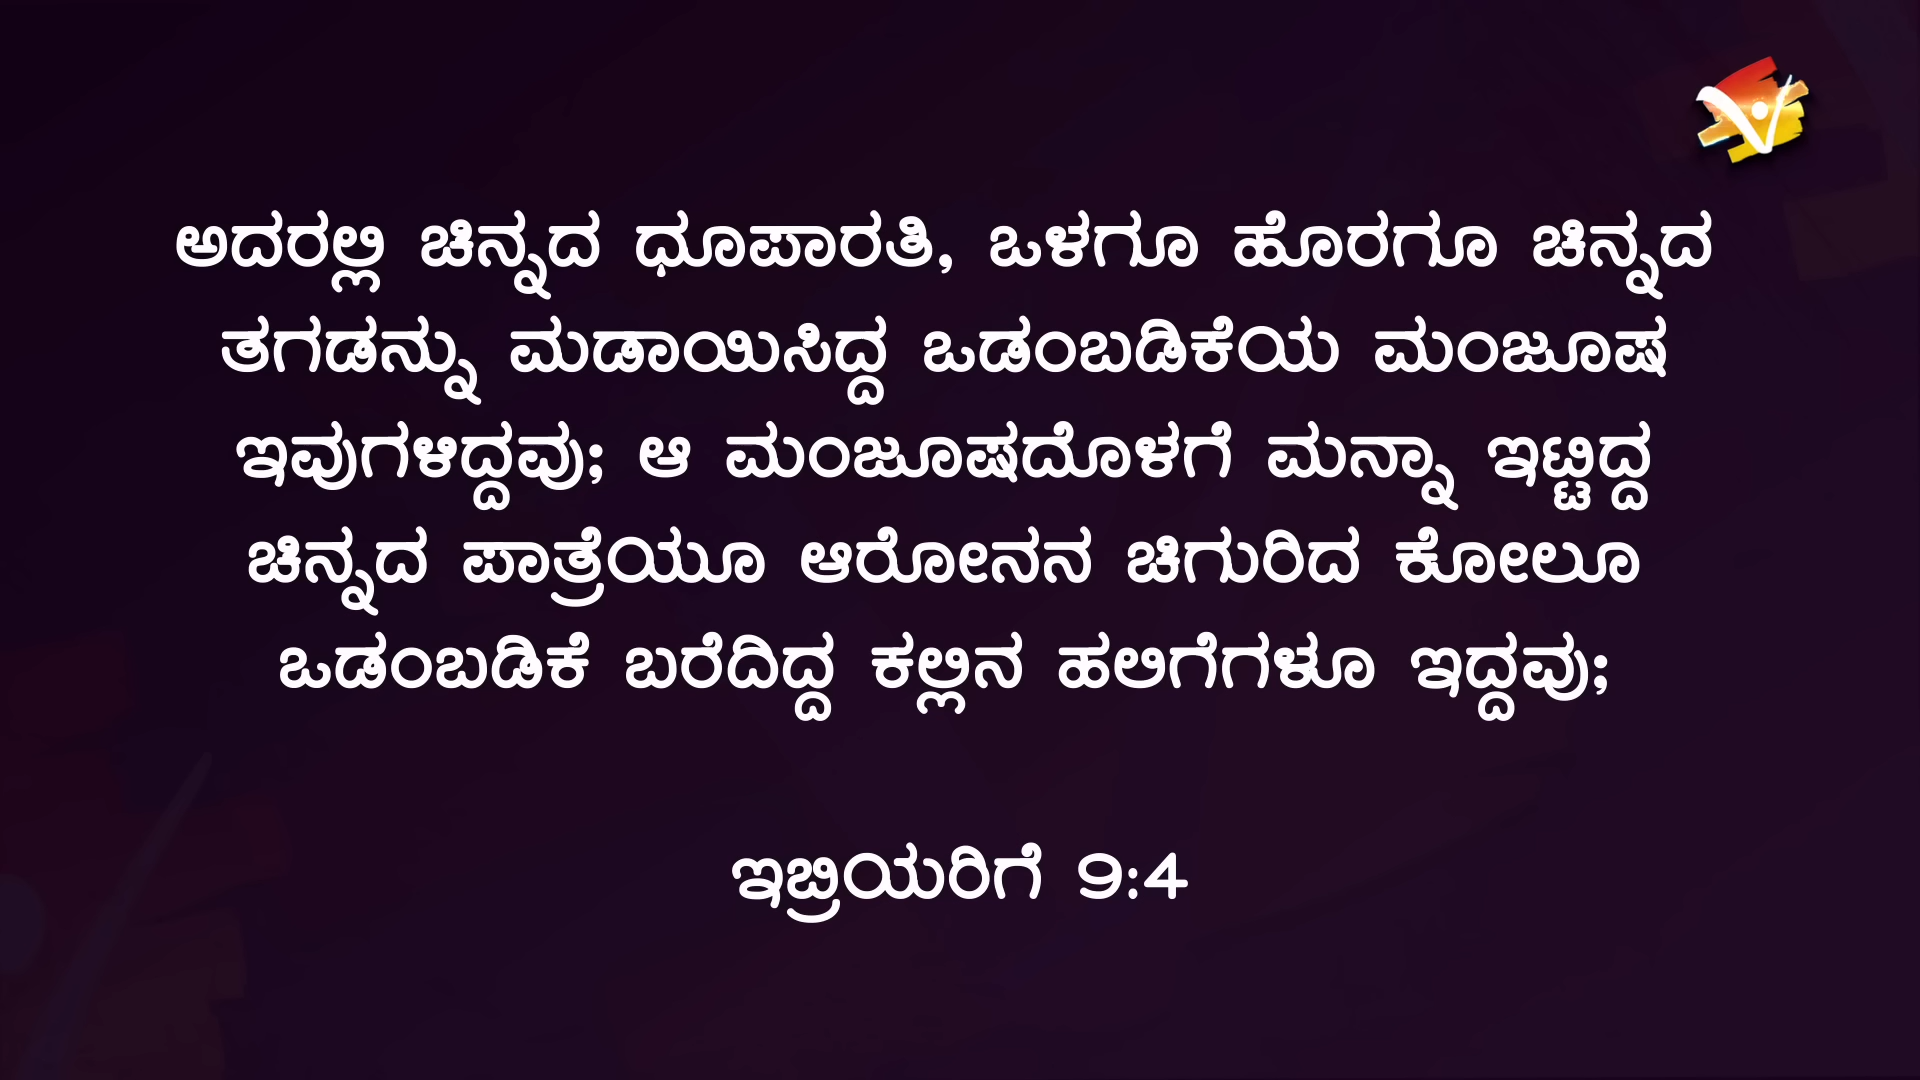 ಅದರಲ್ಲಿ ಚಿನ್ನದ ಧೂಪಾರತಿ, ಒಳಗೂ ಹೊರಗೂ ಚಿನ್ನದ
ತಗಡನ್ನು ಮಡಾಯಿಸಿದ್ದ ಒಡಂಬಡಿಕೆಯ ಮಂಜೂಷ
ಇವುಗಳಿದ್ದವು; ಆ ಮಂಜೂಷದೊಳಗೆ ಮನ್ನಾ ಇಟ್ಟಿದ್ದ
ಚಿನ್ನದ ಪಾತ್ರೆಯೂ ಆರೋನನ ಚಿಗುರಿದ ಕೋಲೂ
ಒಡಂಬಡಿಕೆ ಬರೆದಿದ್ದ ಕಲ್ಲಿನ ಹಲಿಗೆಗಳೂ ಇದ್ದವು;
ಇಬ್ರಿಯರಿಗೆ 9:4